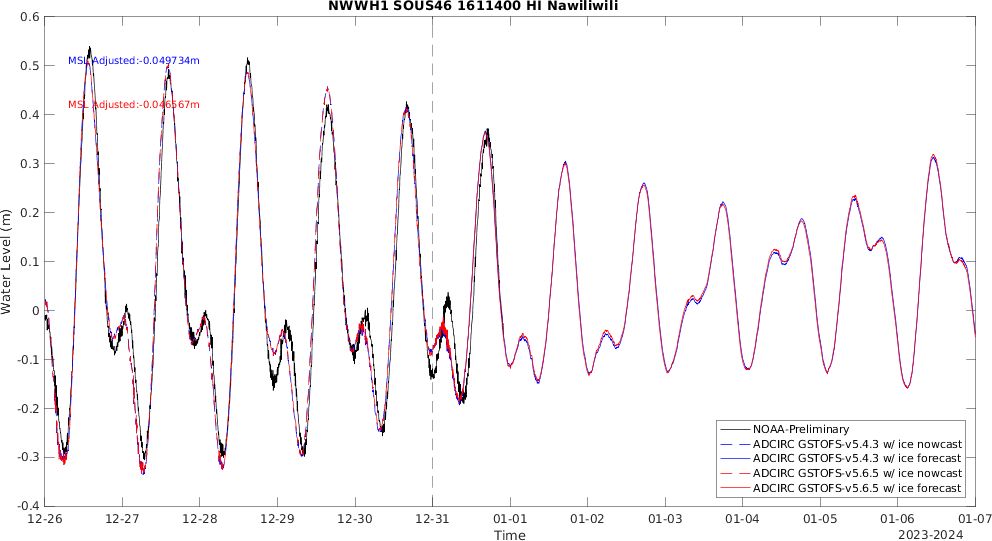 NWWH1 SOUS46 1611400 HI Nawiliwili
0.6
0.5
0.4
0.3
0.2
0.1
0
-0.1
-0.2
-0.3
-0.4
Water Level (m)
MSL Adjusted:-0.049734m
MSL Adjusted:-0.046567m
NOAA-Preliminary
ADCIRC GSTOFS-v5.4.3 w/ ice nowcast
ADCIRC GSTOFS-v5.4.3 w/ ice forecast
ADCIRC GSTOFS-v5.6.5 w/ ice nowcast
ADCIRC GSTOFS-v5.6.5 w/ ice forecast
12-26 12-27 12-28 12-29 12-30 12-31 01-01 01-02 01-03 01-04 01-05 01-06 01-07
Time
2023-2024